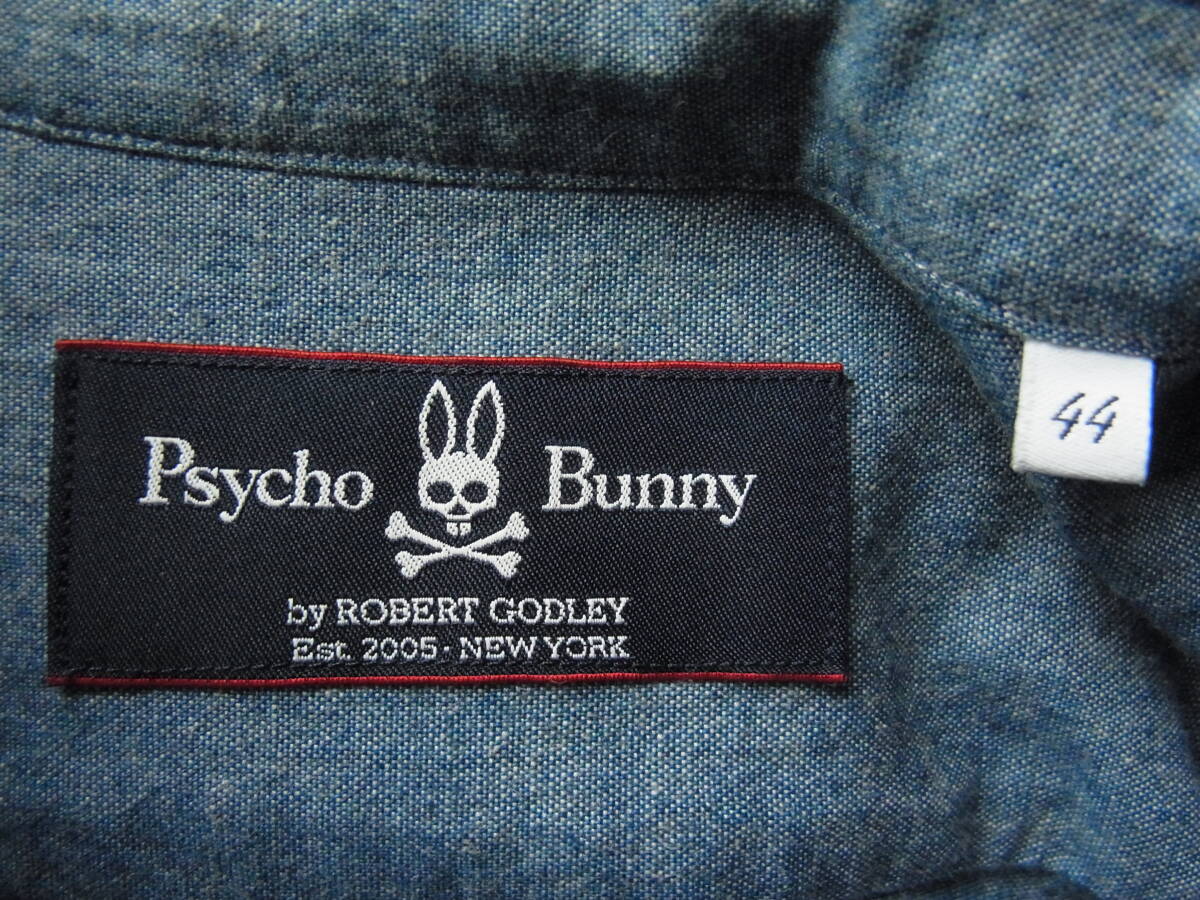 Psycho Bunny
by ROBERT GODLEY
Est. 2005 · NEW YORK
44